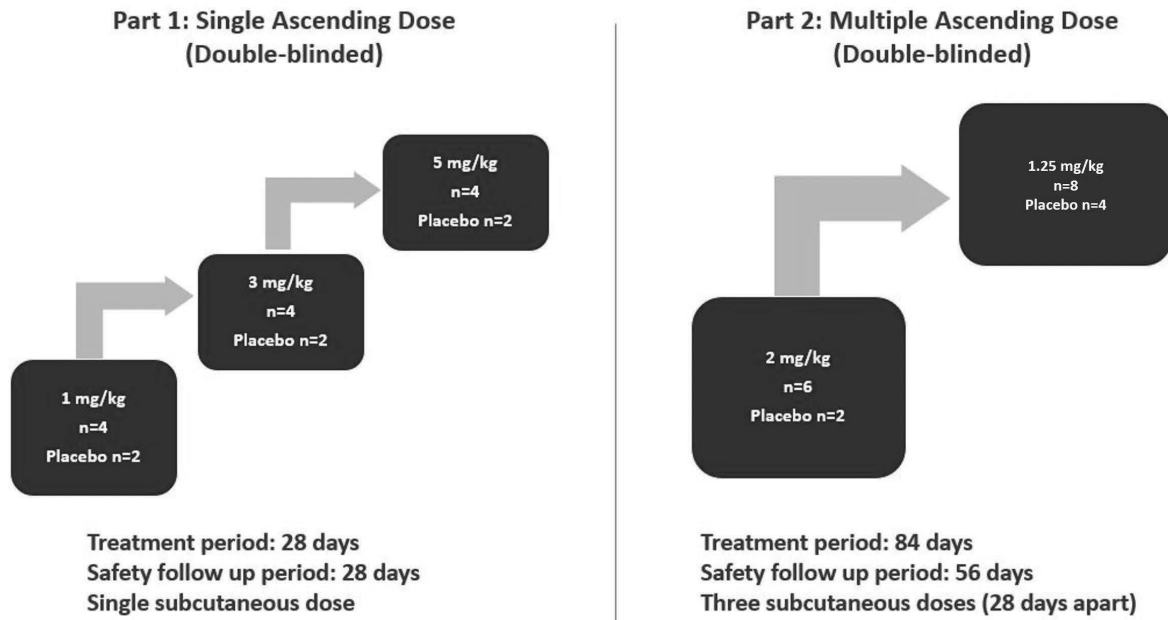 Part 1: Single Ascending Dose
(Double-blinded)
5 mg/kg
n=4
Placebo n=2
3 mg/kg
n=4
Placebo n=2
1 mg/kg
n=4
Placebo n=2
Treatment period: 28 days
Safety follow up period: 28 days
Single subcutaneous dose
Part 2: Multiple Ascending Dose
(Double-blinded)
1.25 mg/kg
n=8
Placebo n=4
2 mg/kg
n=6
Placebo n=2
Treatment period: 84 days
Safety follow up period: 56 days
Three subcutaneous doses (28 days apart)